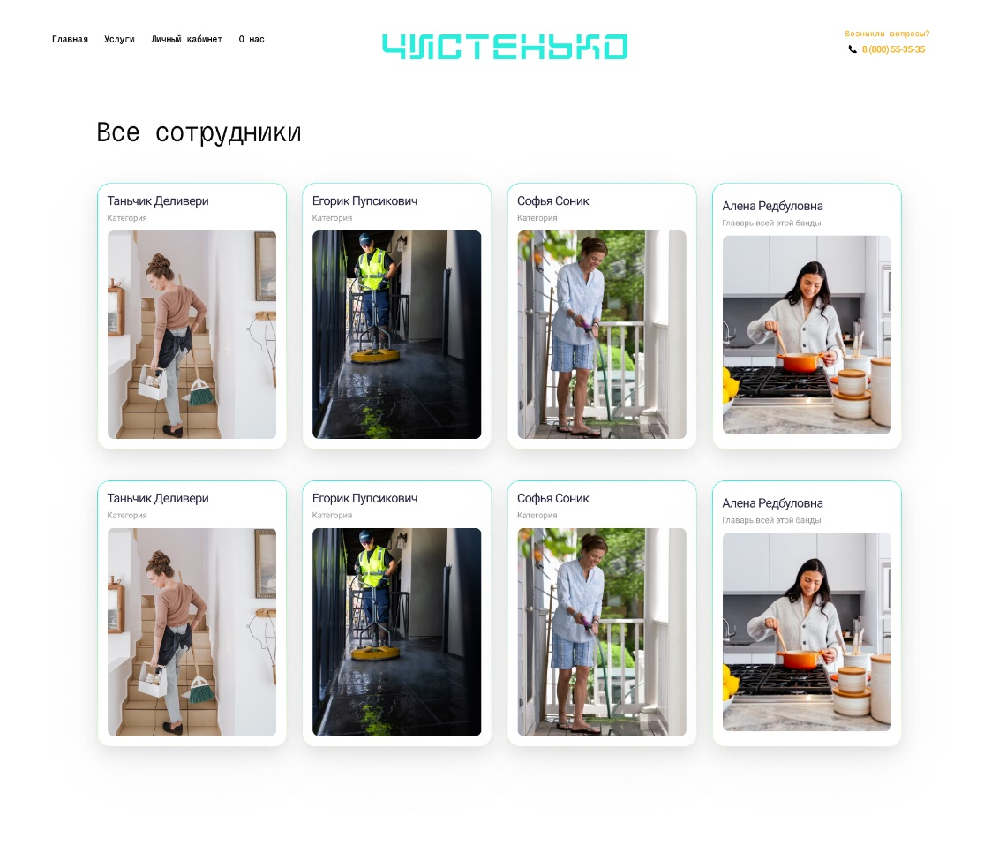 Главная Услуги Личный кабинет О нас
ЧИСТЕНЬКО
Возникли вопросы?
8 (800) 55-35-35
Все сотрудники
Таньчик Деливери
Категория
Егорик Пупсикович
Категория
Софья Соник
Категория
Алена Редбуловна
Главарь всей этой банды
Таньчик Деливери
Категория
Егорик Пупсикович
Категория
Софья Соник
Категория
Алена Редбуловна
Главарь всей этой банды